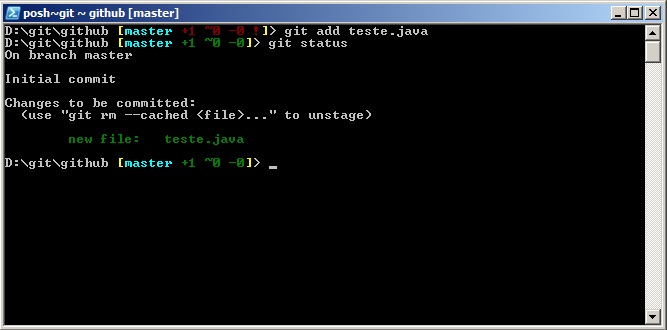 posh~git ~ github [master]
D:\git\github [master +1 ~0 -0 !]> git add teste.java
D:\git\github [master +1 ~0 -0]> git status
On branch master
Initial commit
Changes to be committed:
  (use "git rm --cached <file>..." to unstage)
        new file:   teste.java
D:\git\github [master +1 ~0 -0]> _